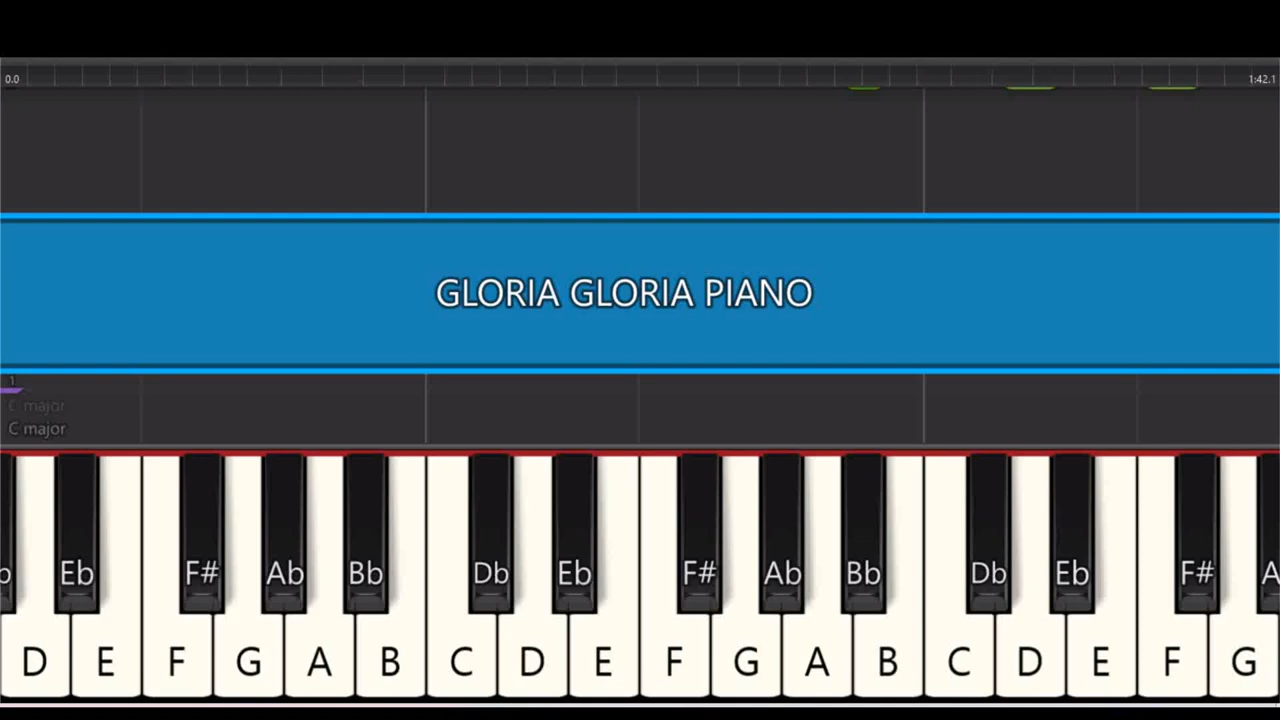 0.0 1:42.1
GLORIA GLORIA PIANO
1
C major
C major
Eb F# Ab Bb Db Eb F# Ab Bb Db Eb F# A
D E F G A B C D E F G A B C D E F G